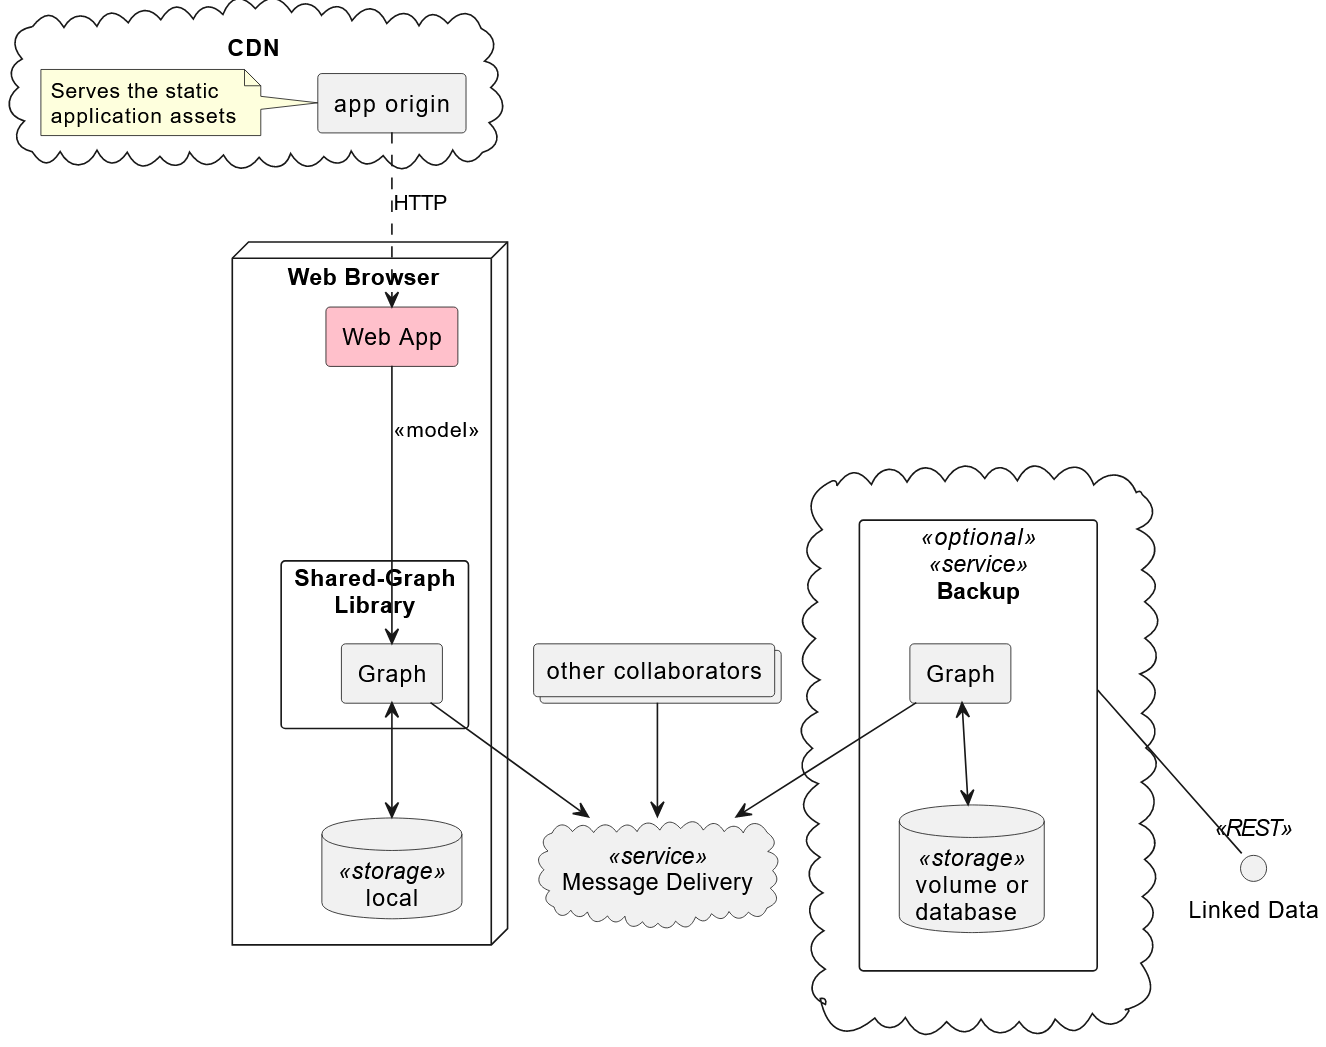 CDN
Serves the static
application assets
app origin
HTTP
Web Browser
Web App
«model»
Shared-Graph
Library
Graph
other collaborators
«optional»
«service»
Backup
Graph
«storage»
local
«service»
Message Delivery
«storage»
volume or
database
«REST»
Linked Data